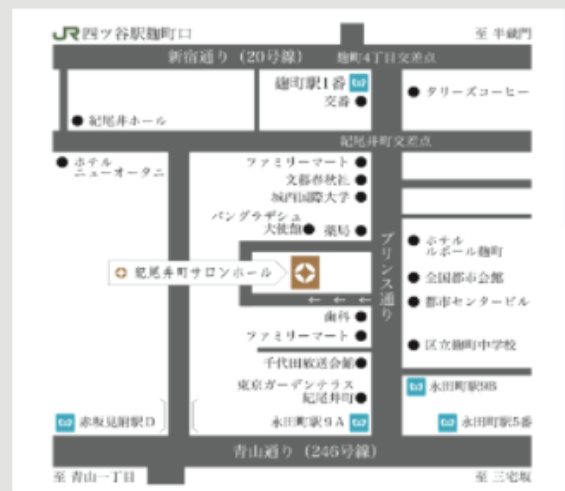 JR四ツ谷駅麹町口
至 半蔵門
新宿通り（20号線）
麹町4丁目交差点
麹町駅1番
交番
タリーズコーヒー
紀尾井ホール
紀尾井町交差点
ホテル
ニューオータニ
ファミリーマート
文藝春秋社
城西国際大学
バングラデシュ
大使館
薬局
プリンス通り
ホテル
ルポール麹町
紀尾井町サロンホール
全国都市会館
都市センタービル
← ← ←
歯科
ファミリーマート
区立麹町中学校
千代田放送会館
東京ガーデンテラス
紀尾井町
永田町駅9B
赤坂見附駅D
永田町駅9A
永田町駅5番
青山通り（246号線）
至 青山一丁目
至 三宅坂